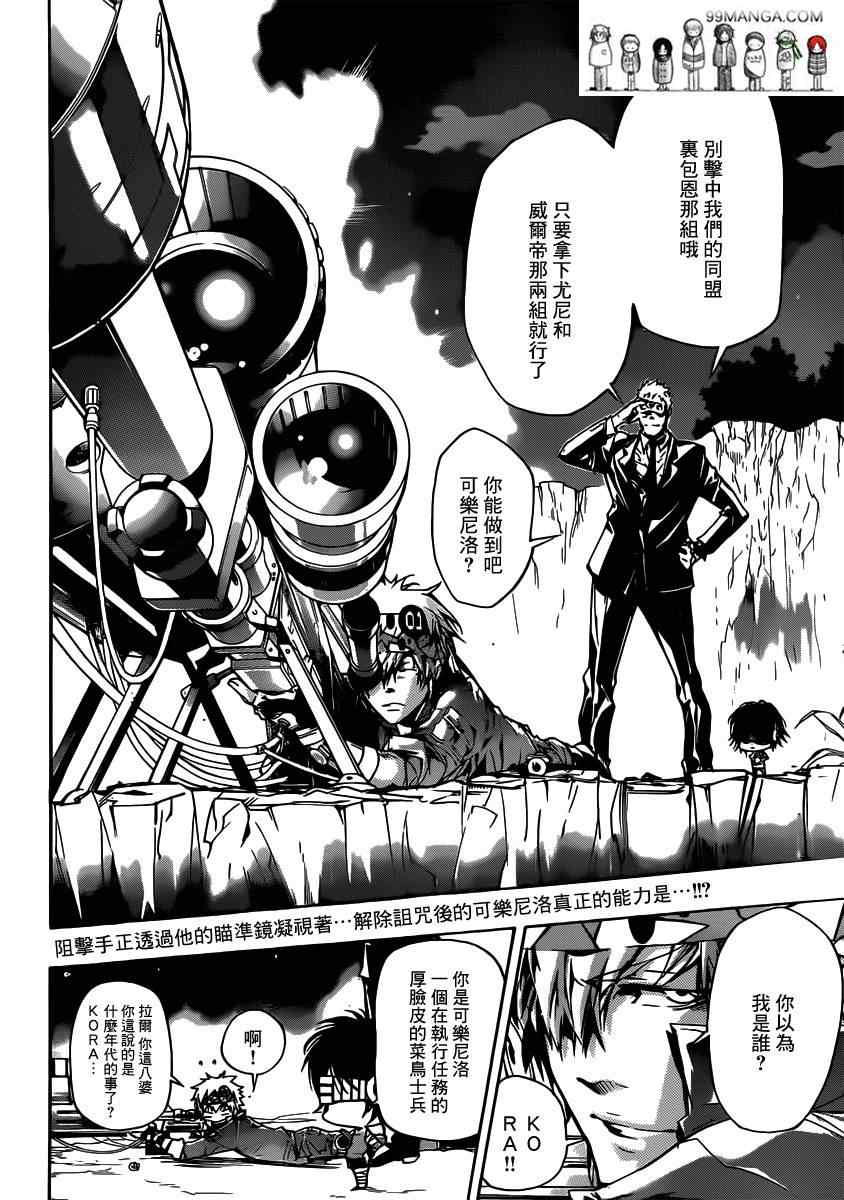 99MANGA.COM
別擊中我們的同盟
裏包恩那組哦
只要拿下尤尼和
威爾帝那兩組就行了
你能做到吧
可樂尼洛?
01
阻擊手正透過他的瞄準鏡凝視著…解除詛咒後的可樂尼洛真正的能力是…!!?
你以為
我是誰?
KO
RA!!
你是可樂尼洛
一個在執行任務的
厚臉皮的菜鳥士兵
啊!
拉爾 你這八婆
你這說的是
什麼年代的事了?
KORA…